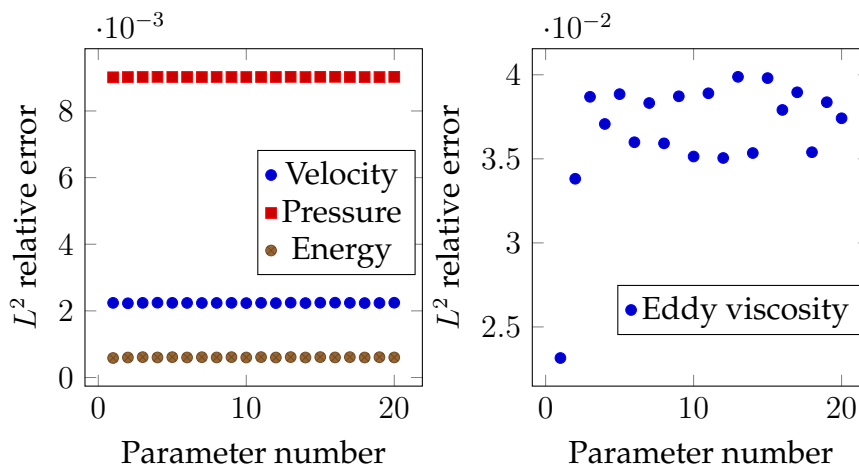 ·10⁻³
8
6
4
2
0
0 10 20
L² relative error
Parameter number
Velocity
Pressure
Energy
·10⁻²
4
3.5
3
2.5
0 10 20
L² relative error
Parameter number
Eddy viscosity